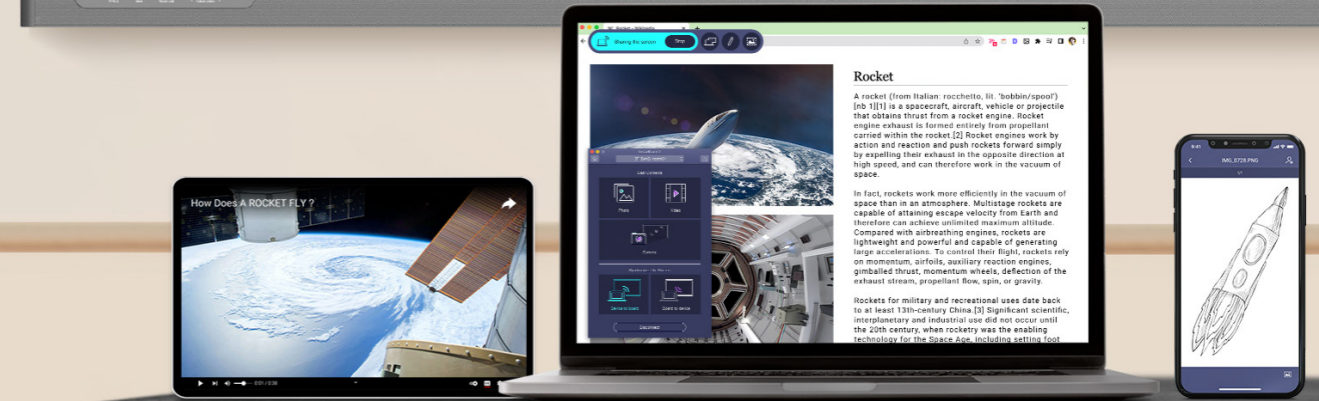 How Does A ROCKET FLY ?
0:01 / 0:38
Sharing the screen
Stop
Photo
Video
Camera
Device to board
Board to device
Disconnect
Rocket
A rocket (from Italian: rocchetto, lit. 'bobbin/spool')
[nb 1][1] is a spacecraft, aircraft, vehicle or projectile
that obtains thrust from a rocket engine. Rocket
engine exhaust is formed entirely from propellant
carried within the rocket.[2] Rocket engines work by
action and reaction and push rockets forward simply
by expelling their exhaust in the opposite direction at
high speed, and can therefore work in the vacuum of
space.
In fact, rockets work more efficiently in the vacuum of
space than in an atmosphere. Multistage rockets are
capable of attaining escape velocity from Earth and
therefore can achieve unlimited maximum altitude.
Compared with airbreathing engines, rockets are
lightweight and powerful and capable of generating
large accelerations. To control their flight, rockets rely
on momentum, airfoils, auxiliary reaction engines,
gimballed thrust, momentum wheels, deflection of the
exhaust stream, propellant flow, spin, or gravity.
Rockets for military and recreational uses date back
to at least 13th-century China.[3] Significant scientific,
interplanetary and industrial use did not occur until
the 20th century, when rocketry was the enabling
technology for the Space Age, including setting foot
9:41
IMG_0728.PNG